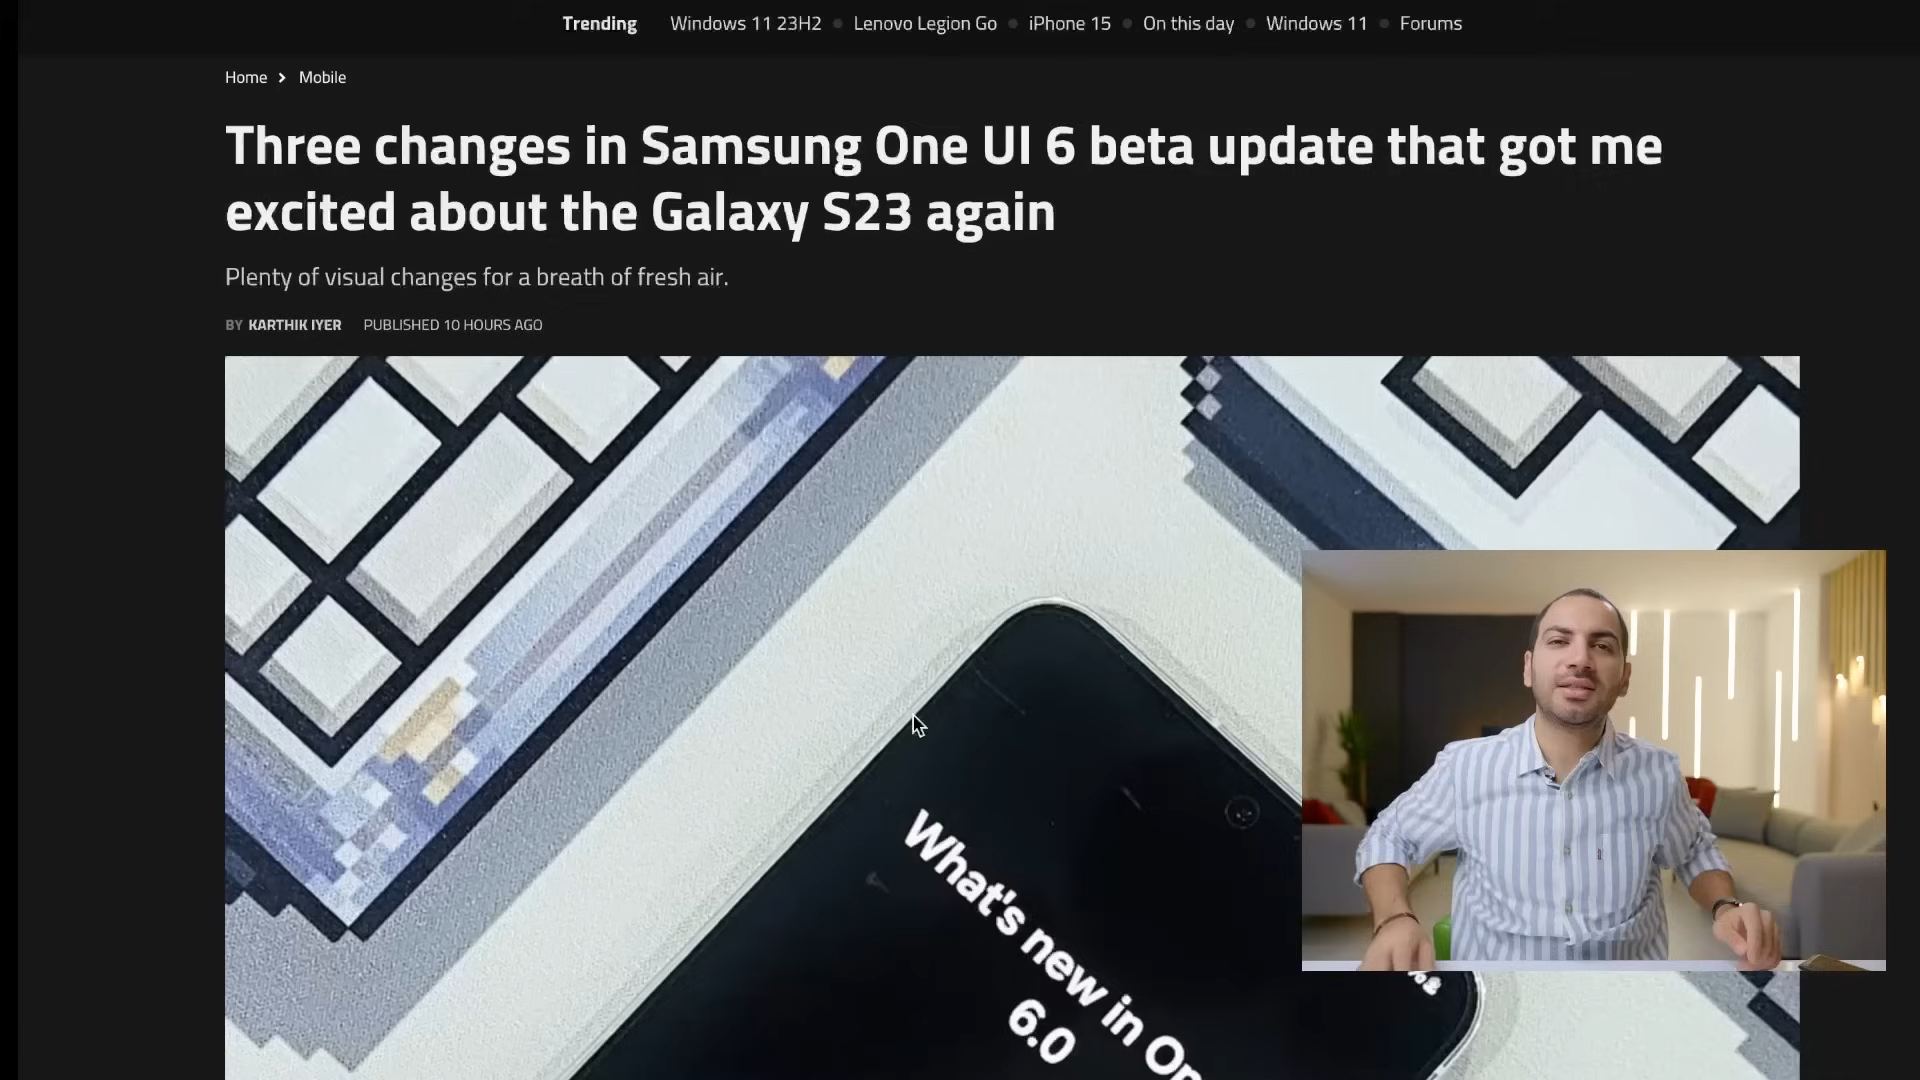 Trending Windows 11 23H2 Lenovo Legion Go iPhone 15 On this day Windows 11 Forums
Home > Mobile
Three changes in Samsung One UI 6 beta update that got me
excited about the Galaxy S23 again
Plenty of visual changes for a breath of fresh air.
BY KARTHIK IYER PUBLISHED 10 HOURS AGO
What's new in On
6.0